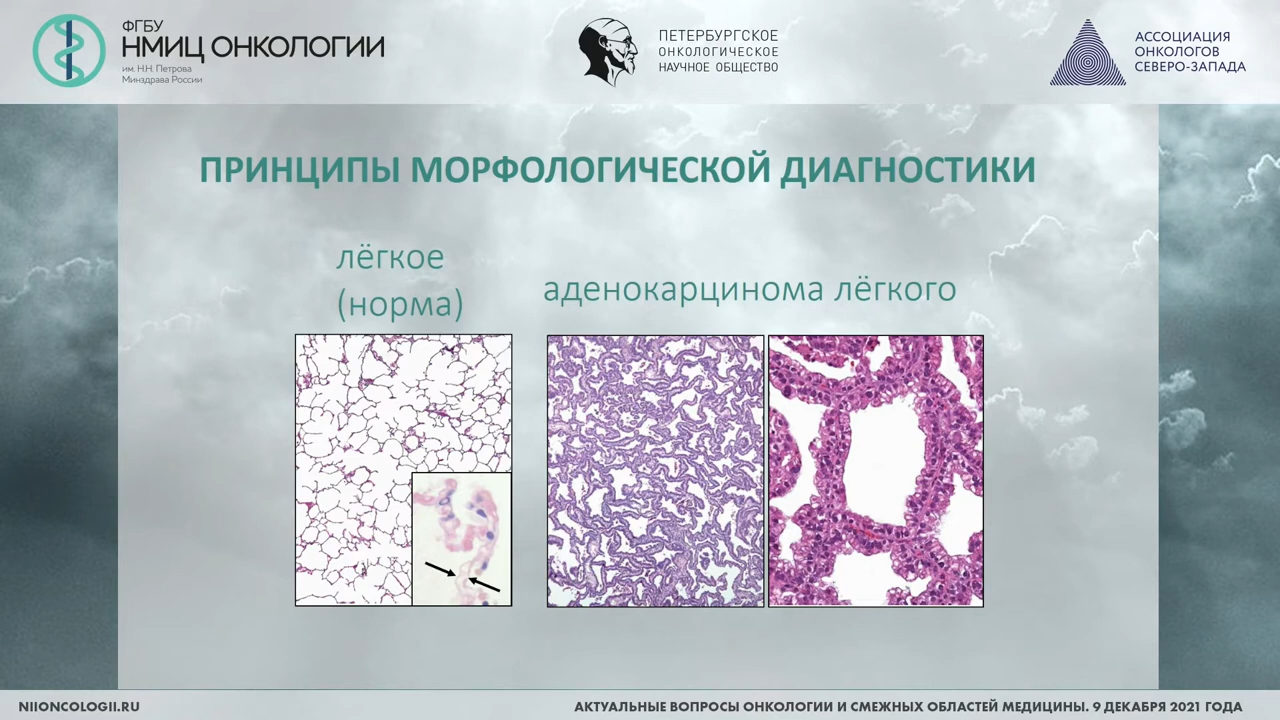 ФГБУ
НМИЦ ОНКОЛОГИИ
им. Н.Н. Петрова
Минздрава России
ПЕТЕРБУРГСКОЕ
ОНКОЛОГИЧЕСКОЕ
НАУЧНОЕ ОБЩЕСТВО
АССОЦИАЦИЯ
ОНКОЛОГОВ
СЕВЕРО-ЗАПАДА
ПРИНЦИПЫ МОРФОЛОГИЧЕСКОЙ ДИАГНОСТИКИ
лёгкое
(норма)
аденокарцинома лёгкого
NIIONCOLOGII.RU
АКТУАЛЬНЫЕ ВОПРОСЫ ОНКОЛОГИИ И СМЕЖНЫХ ОБЛАСТЕЙ МЕДИЦИНЫ. 9 ДЕКАБРЯ 2021 ГОДА